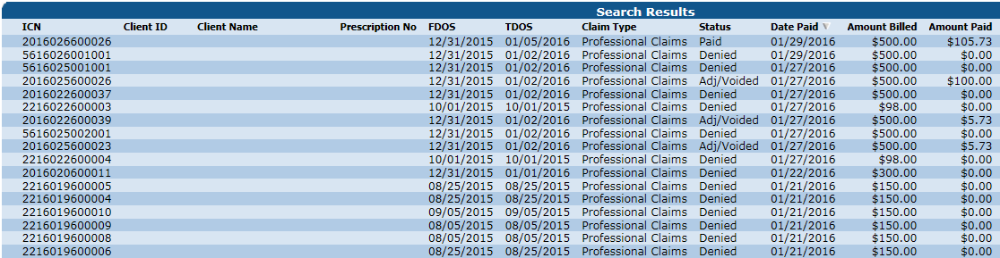 Search Results
ICN Client ID Client Name Prescription No FDOS TDOS Claim Type Status Date Paid Amount Billed Amount Paid
2016026600026 12/31/2015 01/05/2016 Professional Claims Paid 01/29/2016 $500.00 $105.73
5616026001001 12/31/2015 01/02/2016 Professional Claims Denied 01/29/2016 $500.00 $0.00
5616025001001 12/31/2015 01/02/2016 Professional Claims Denied 01/27/2016 $500.00 $0.00
2016025600026 12/31/2015 01/02/2016 Professional Claims Adj/Voided 01/27/2016 $500.00 $100.00
2016022600037 12/31/2015 01/02/2016 Professional Claims Denied 01/27/2016 $500.00 $0.00
2216022600003 10/01/2015 10/01/2015 Professional Claims Denied 01/27/2016 $98.00 $0.00
2016022600039 12/31/2015 01/02/2016 Professional Claims Adj/Voided 01/27/2016 $500.00 $5.73
5616025002001 12/31/2015 01/02/2016 Professional Claims Denied 01/27/2016 $500.00 $0.00
2016025600023 12/31/2015 01/02/2016 Professional Claims Adj/Voided 01/27/2016 $500.00 $5.73
2216022600004 10/01/2015 10/01/2015 Professional Claims Denied 01/27/2016 $98.00 $0.00
2016020600011 12/31/2015 01/01/2016 Professional Claims Denied 01/22/2016 $300.00 $0.00
2216019600005 08/25/2015 08/25/2015 Professional Claims Denied 01/21/2016 $150.00 $0.00
2216019600004 08/25/2015 08/25/2015 Professional Claims Denied 01/21/2016 $150.00 $0.00
2216019600010 09/05/2015 09/05/2015 Professional Claims Denied 01/21/2016 $150.00 $0.00
2216019600009 08/25/2015 08/25/2015 Professional Claims Denied 01/21/2016 $150.00 $0.00
2216019600008 08/05/2015 08/05/2015 Professional Claims Denied 01/21/2016 $150.00 $0.00
2216019600006 08/25/2015 08/25/2015 Professional Claims Denied 01/21/2016 $150.00 $0.00